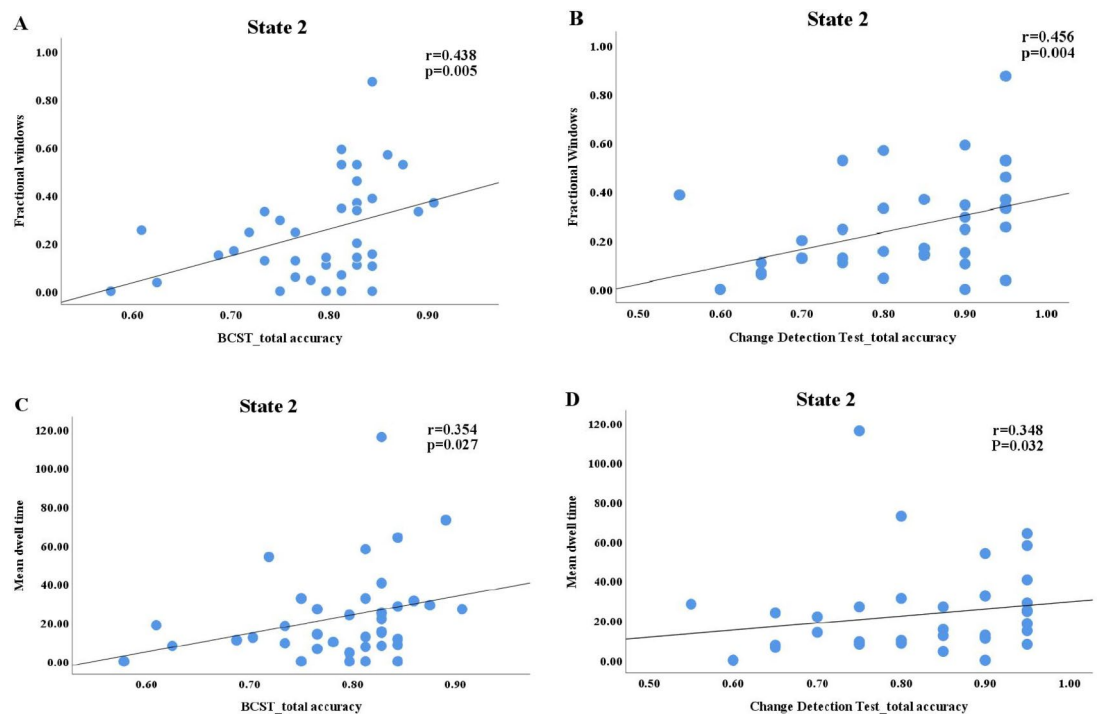 A
State 2
r=0.438
p=0.005
1.00
0.80
0.60
0.40
0.20
0.00
Fractional windows
0.60 0.70 0.80 0.90
BCST_total accuracy
B
State 2
r=0.456
p=0.004
1.00
0.80
0.60
0.40
0.20
0.00
Fractional Windows
0.50 0.60 0.70 0.80 0.90 1.00
Change Detection Test_total accuracy
C
State 2
r=0.354
p=0.027
120.00
100.00
80.00
60.00
40.00
20.00
0.00
Mean dwell time
0.60 0.70 0.80 0.90
BCST_total accuracy
D
State 2
r=0.348
P=0.032
120.00
100.00
80.00
60.00
40.00
20.00
0.00
Mean dwell time
0.50 0.60 0.70 0.80 0.90 1.00
Change Detection Test_total accuracy